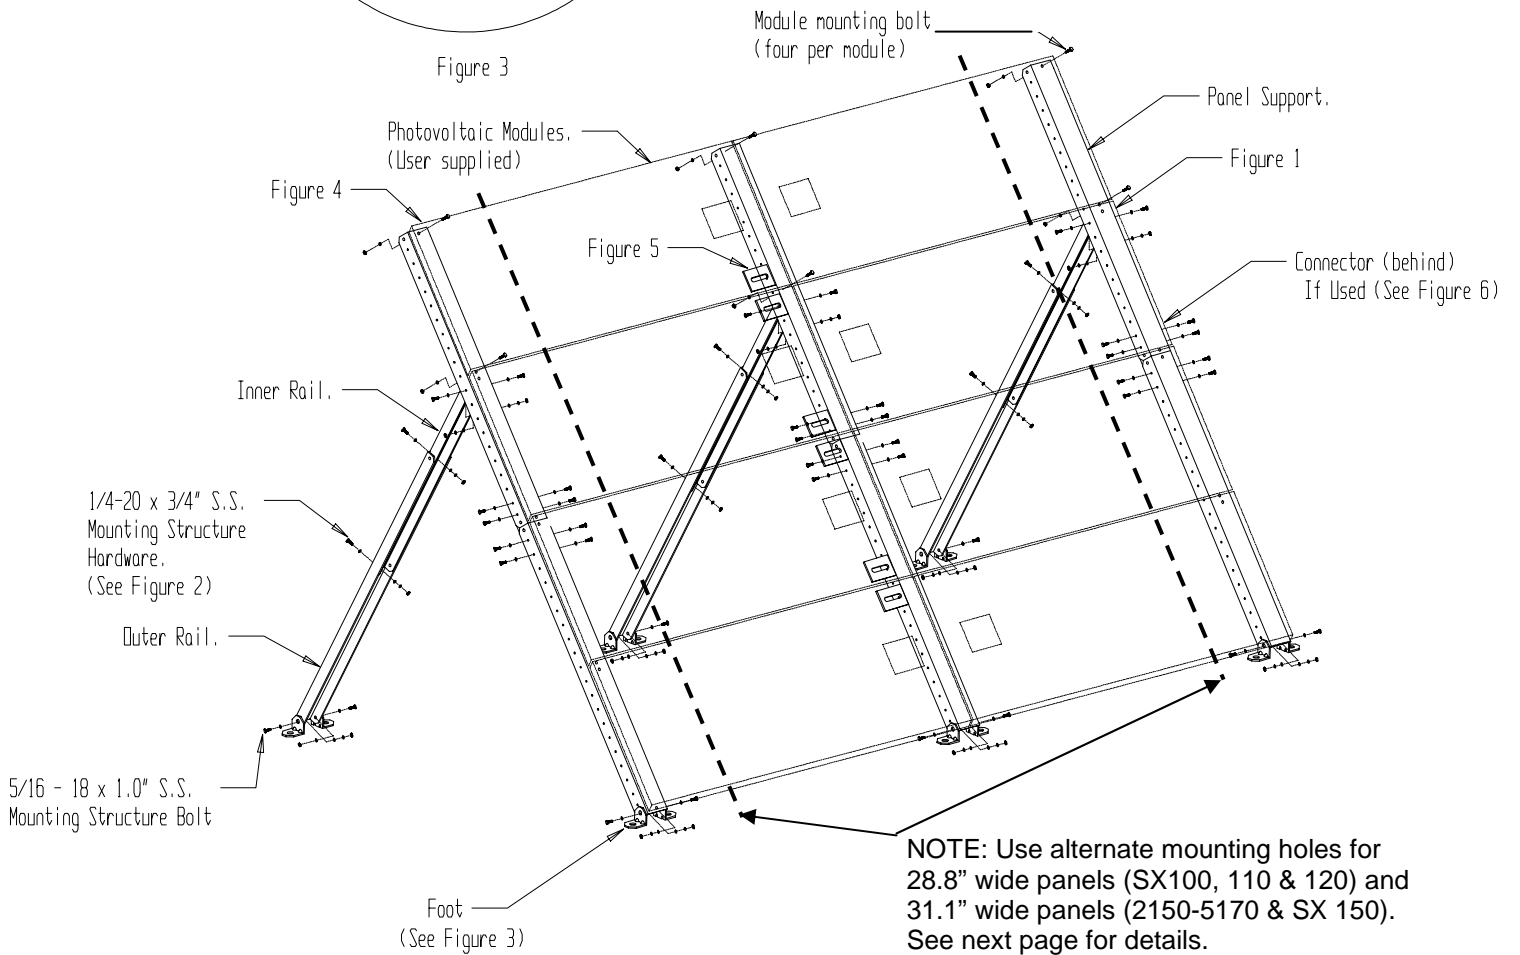 Figure 3
Module mounting bolt
(four per module)
Panel Support.
Photovoltaic Modules.
(User supplied)
Figure 1
Figure 4
Figure 5
Connector (behind)
If Used (See Figure 6)
Inner Rail.
1/4-20 x 3/4" S.S.
Mounting Structure
Hardware.
(See Figure 2)
Outer Rail.
5/16 - 18 x 1.0" S.S.
Mounting Structure Bolt
Foot
(See Figure 3)
NOTE: Use alternate mounting holes for
28.8” wide panels (SX100, 110 & 120) and
31.1” wide panels (2150-5170 & SX 150).
See next page for details.